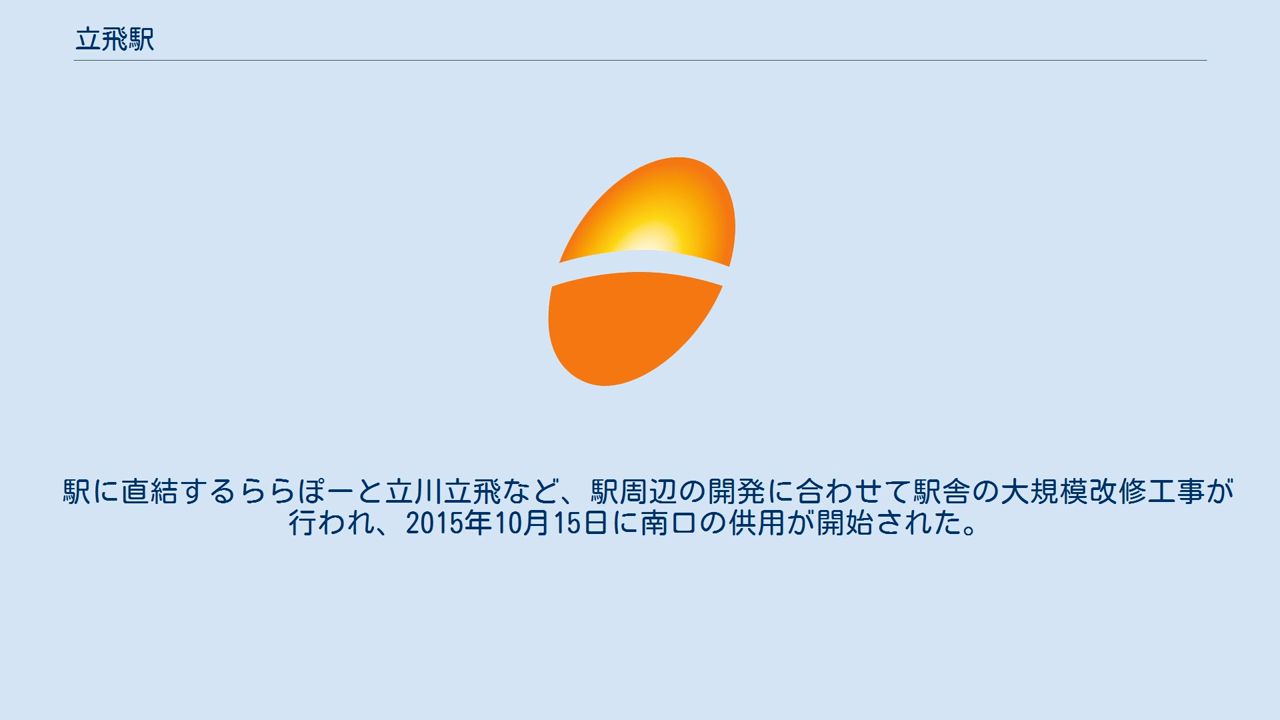 立飛駅
駅に直結するららぽーと立川立飛など、駅周辺の開発に合わせて駅舎の大規模改修工事が
行われ、2015年10月15日に南口の供用が開始された。